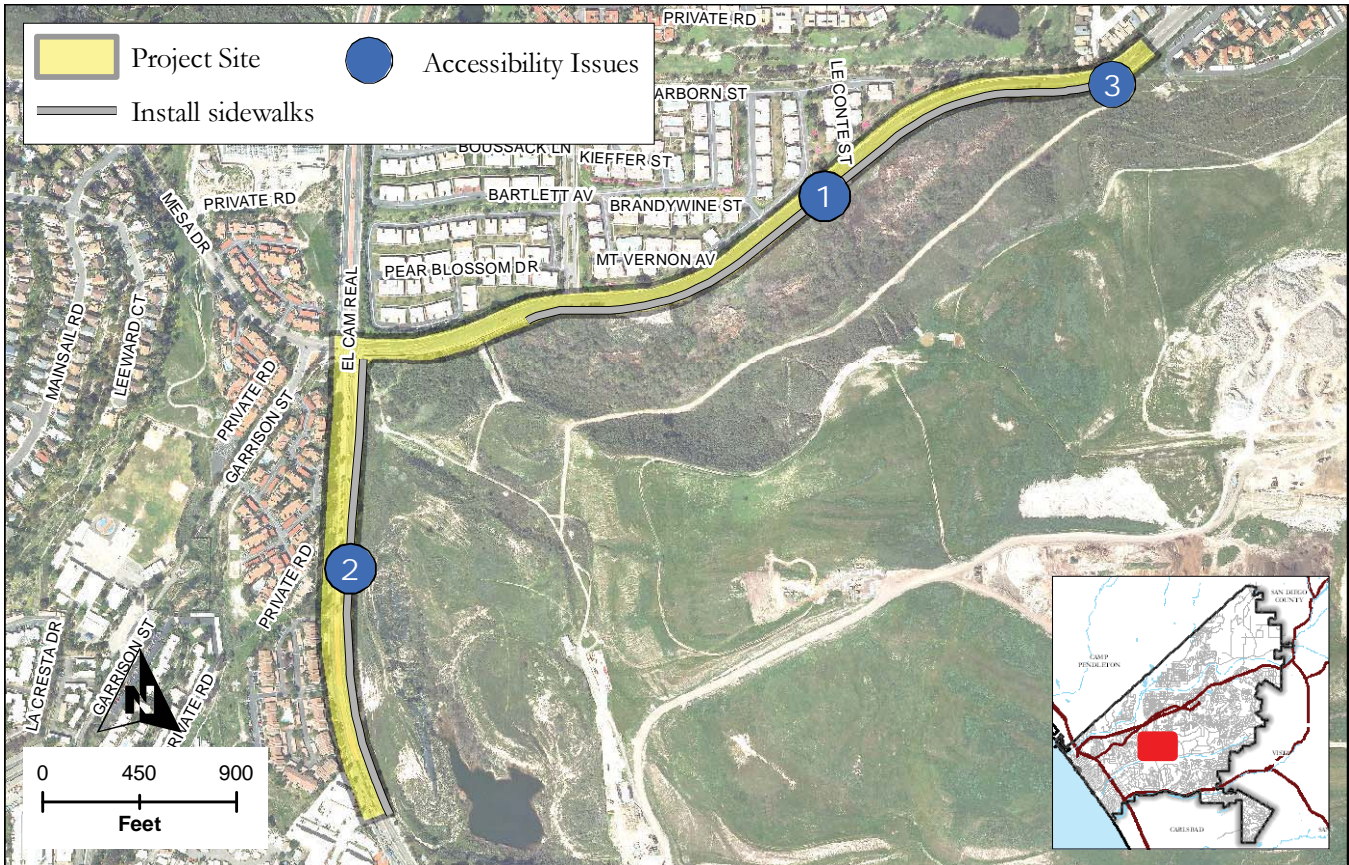 Project Site
Accessibility Issues
Install sidewalks
PRIVATE RD
ARBORN ST
LE CONTE ST
BOUSSACK LN
KIEFFER ST
BARTLETT AV
BRANDYWINE ST
MT VERNON AV
PEAR BLOSSOM DR
PRIVATE RD
MESA DR
EL CAM REAL
MAINSAIL RD
LEEWARD CT
PRIVATE RD
GARRISON ST
PRIVATE RD
LA CRESTA DR
GARRISON ST
RIVATE RD
3
1
2
N
0 450 900
Feet
SAN DIEGO
COUNTY
CAMP
PENDLETON
CARLSBAD